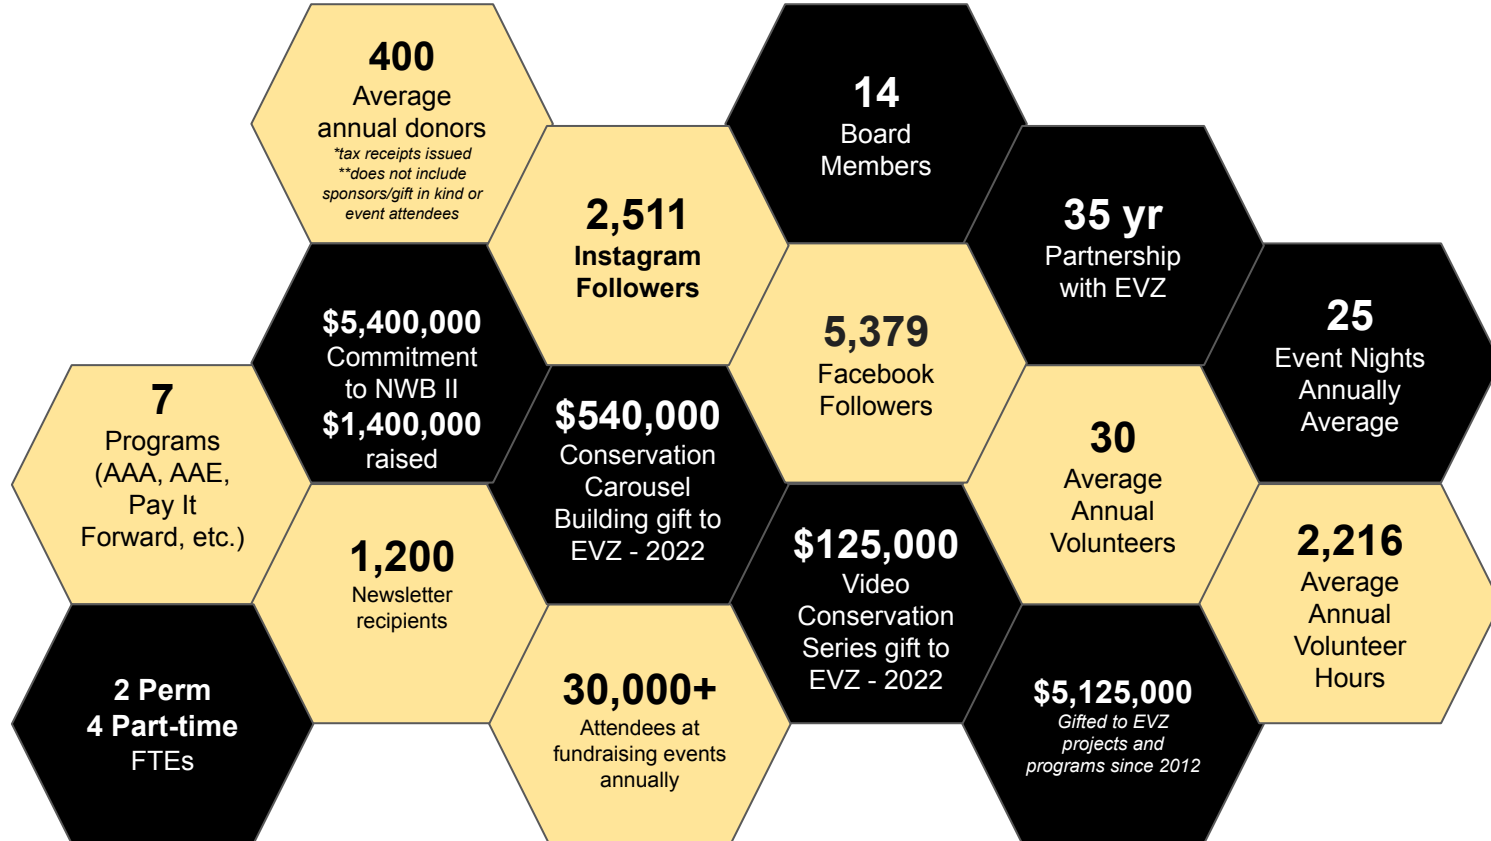 400
Average
annual donors
*tax receipts issued
**does not include
sponsors/gift in kind or
event attendees
14
Board
Members
2,511
Instagram
Followers
35 yr
Partnership
with EVZ
$5,400,000
Commitment
to NWB II
$1,400,000
raised
5,379
Facebook
Followers
25
Event Nights
Annually
Average
7
Programs
(AAA, AAE,
Pay It
Forward, etc.)
$540,000
Conservation
Carousel
Building gift to
EVZ - 2022
30
Average
Annual
Volunteers
1,200
Newsletter
recipients
$125,000
Video
Conservation
Series gift to
EVZ - 2022
2,216
Average
Annual
Volunteer
Hours
2 Perm
4 Part-time
FTEs
30,000+
Attendees at
fundraising events
annually
$5,125,000
Gifted to EVZ
projects and
programs since 2012